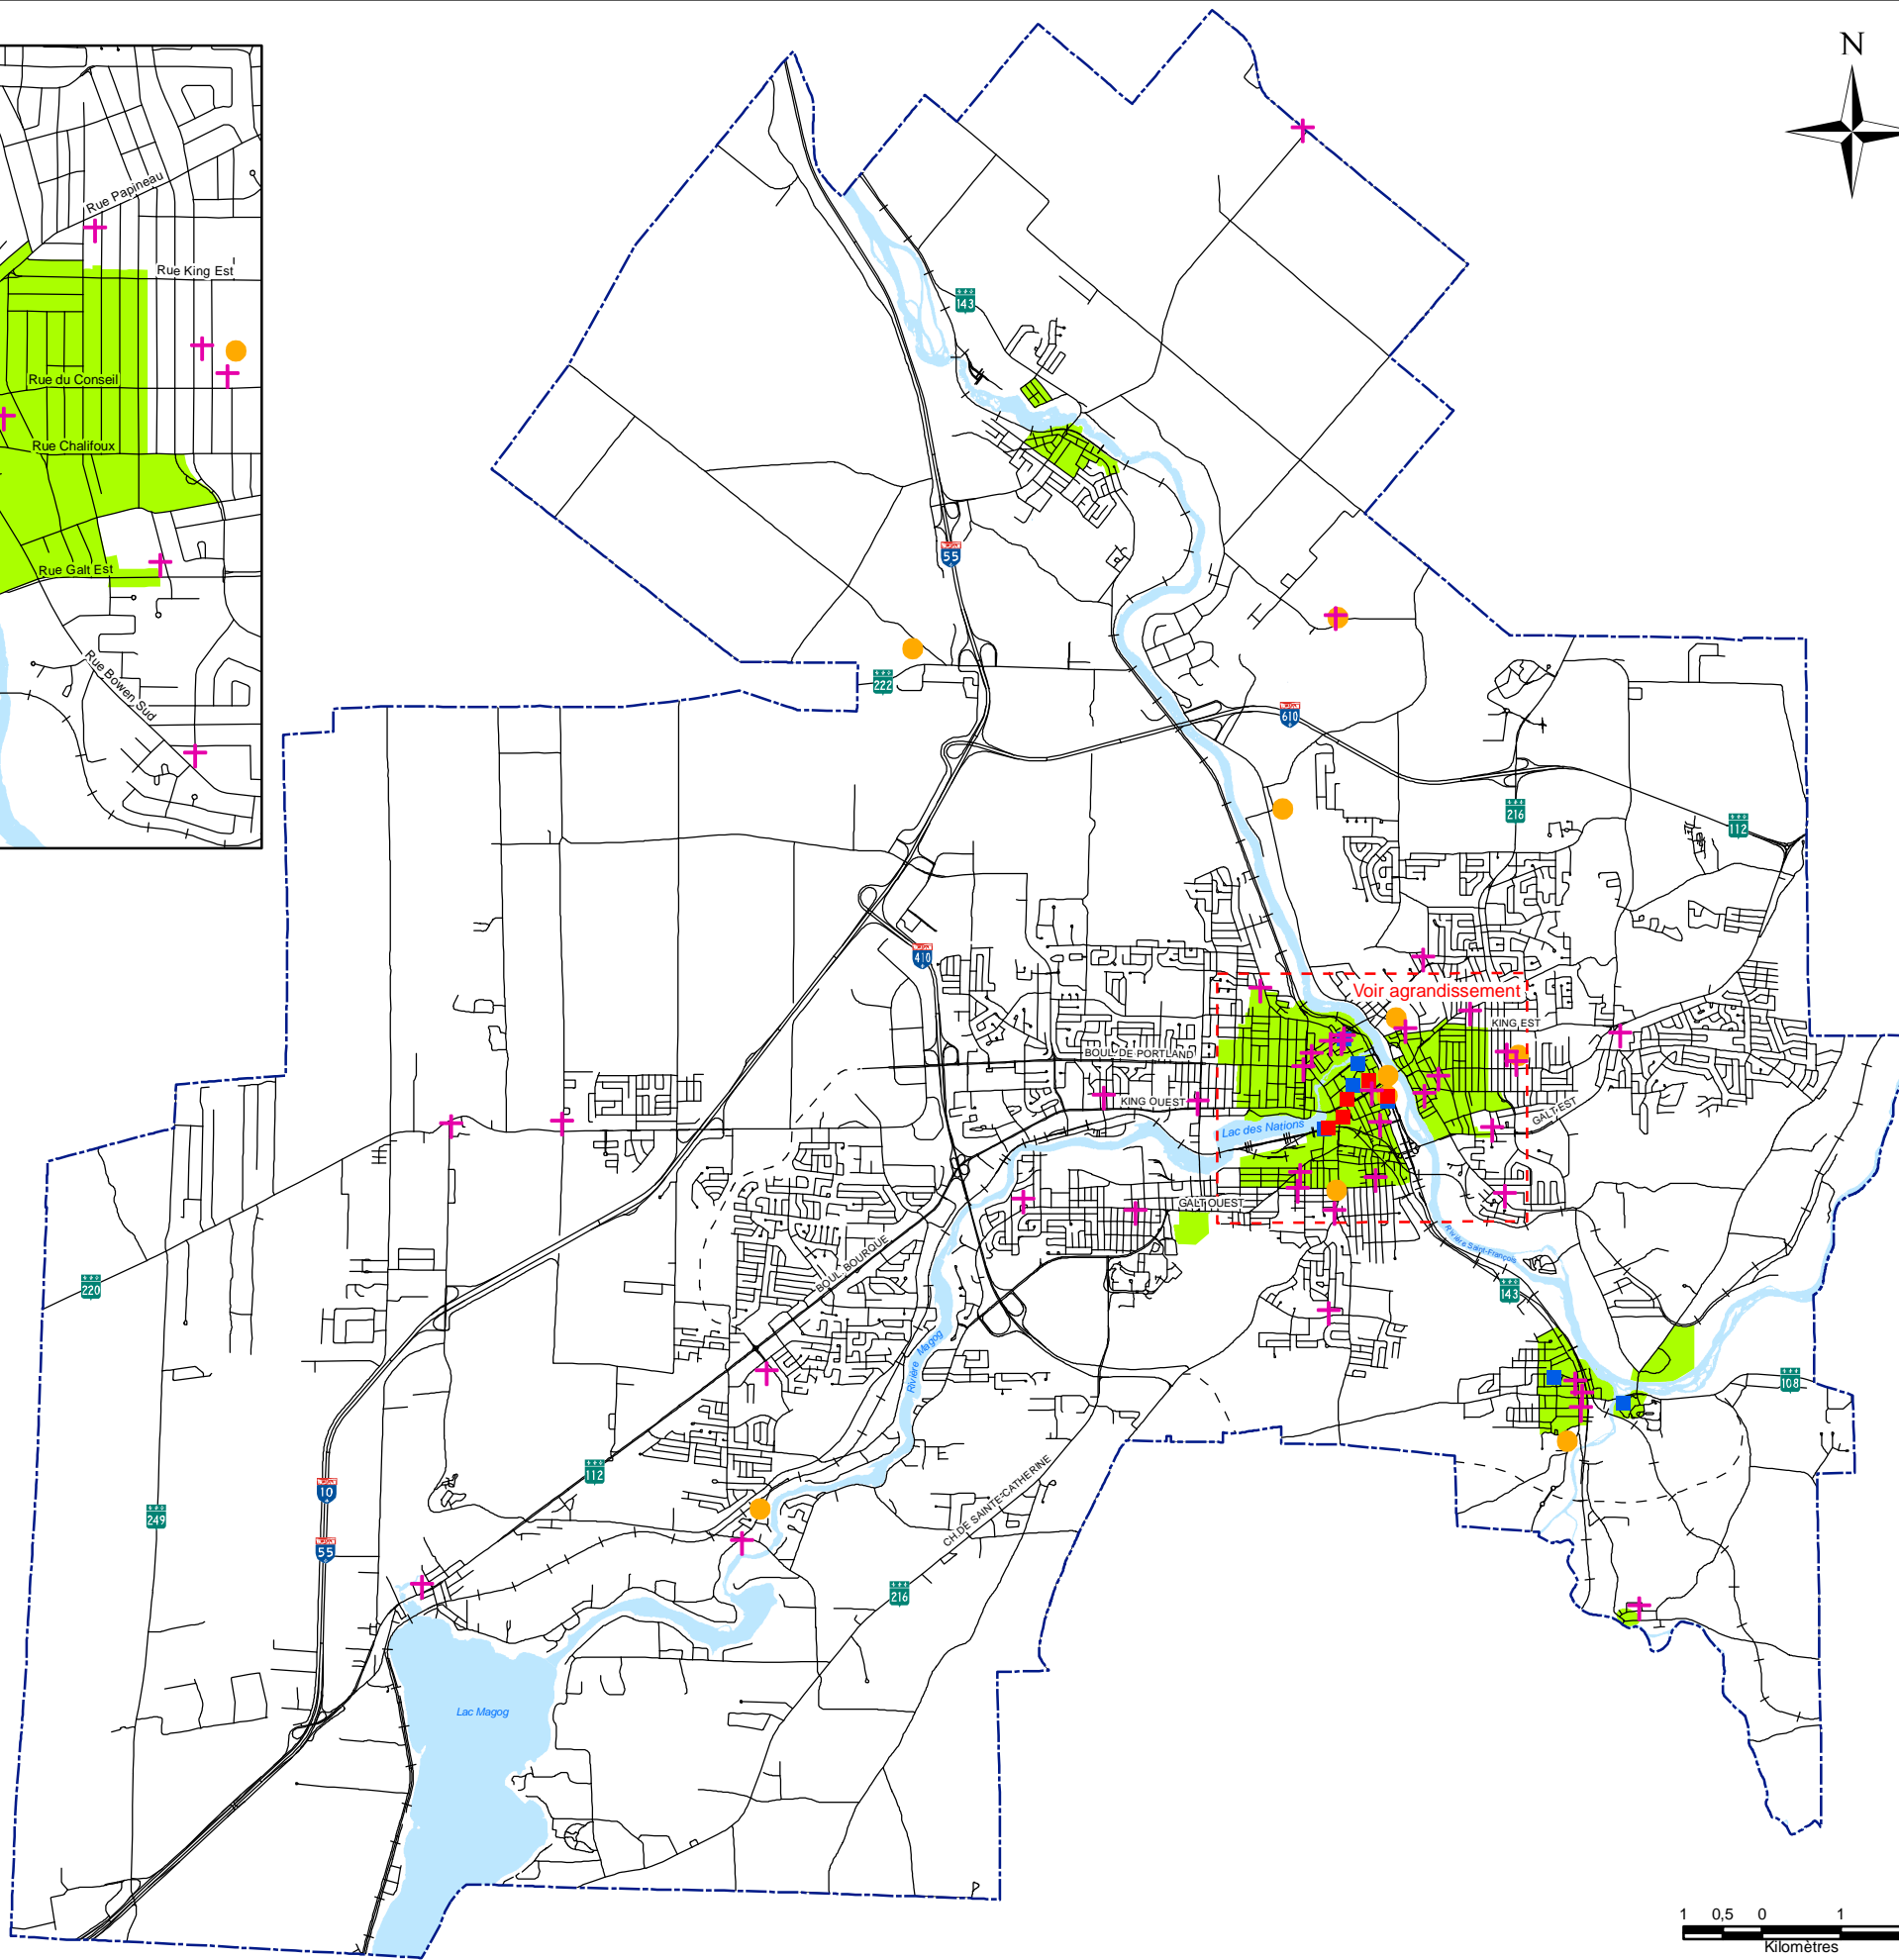 N
Rue Papineau
Rue King Est
Rue du Conseil
Rue Chalifoux
Rue Galt Est
Rue Bowen Sud
143
55
222
610
216
112
410
Voir agrandissement
KING EST
BOUL. DE PORTLAND
KING OUEST
GALT EST
Lac des Nations
GALT OUEST
Rivière Saint-François
BOUL. BOURQUE
220
143
Rivière Magog
108
112
10
CH.DE SAINTE-CATHERINE
249
55
216
Lac Magog
1 0,5 0 1
Kilomètres